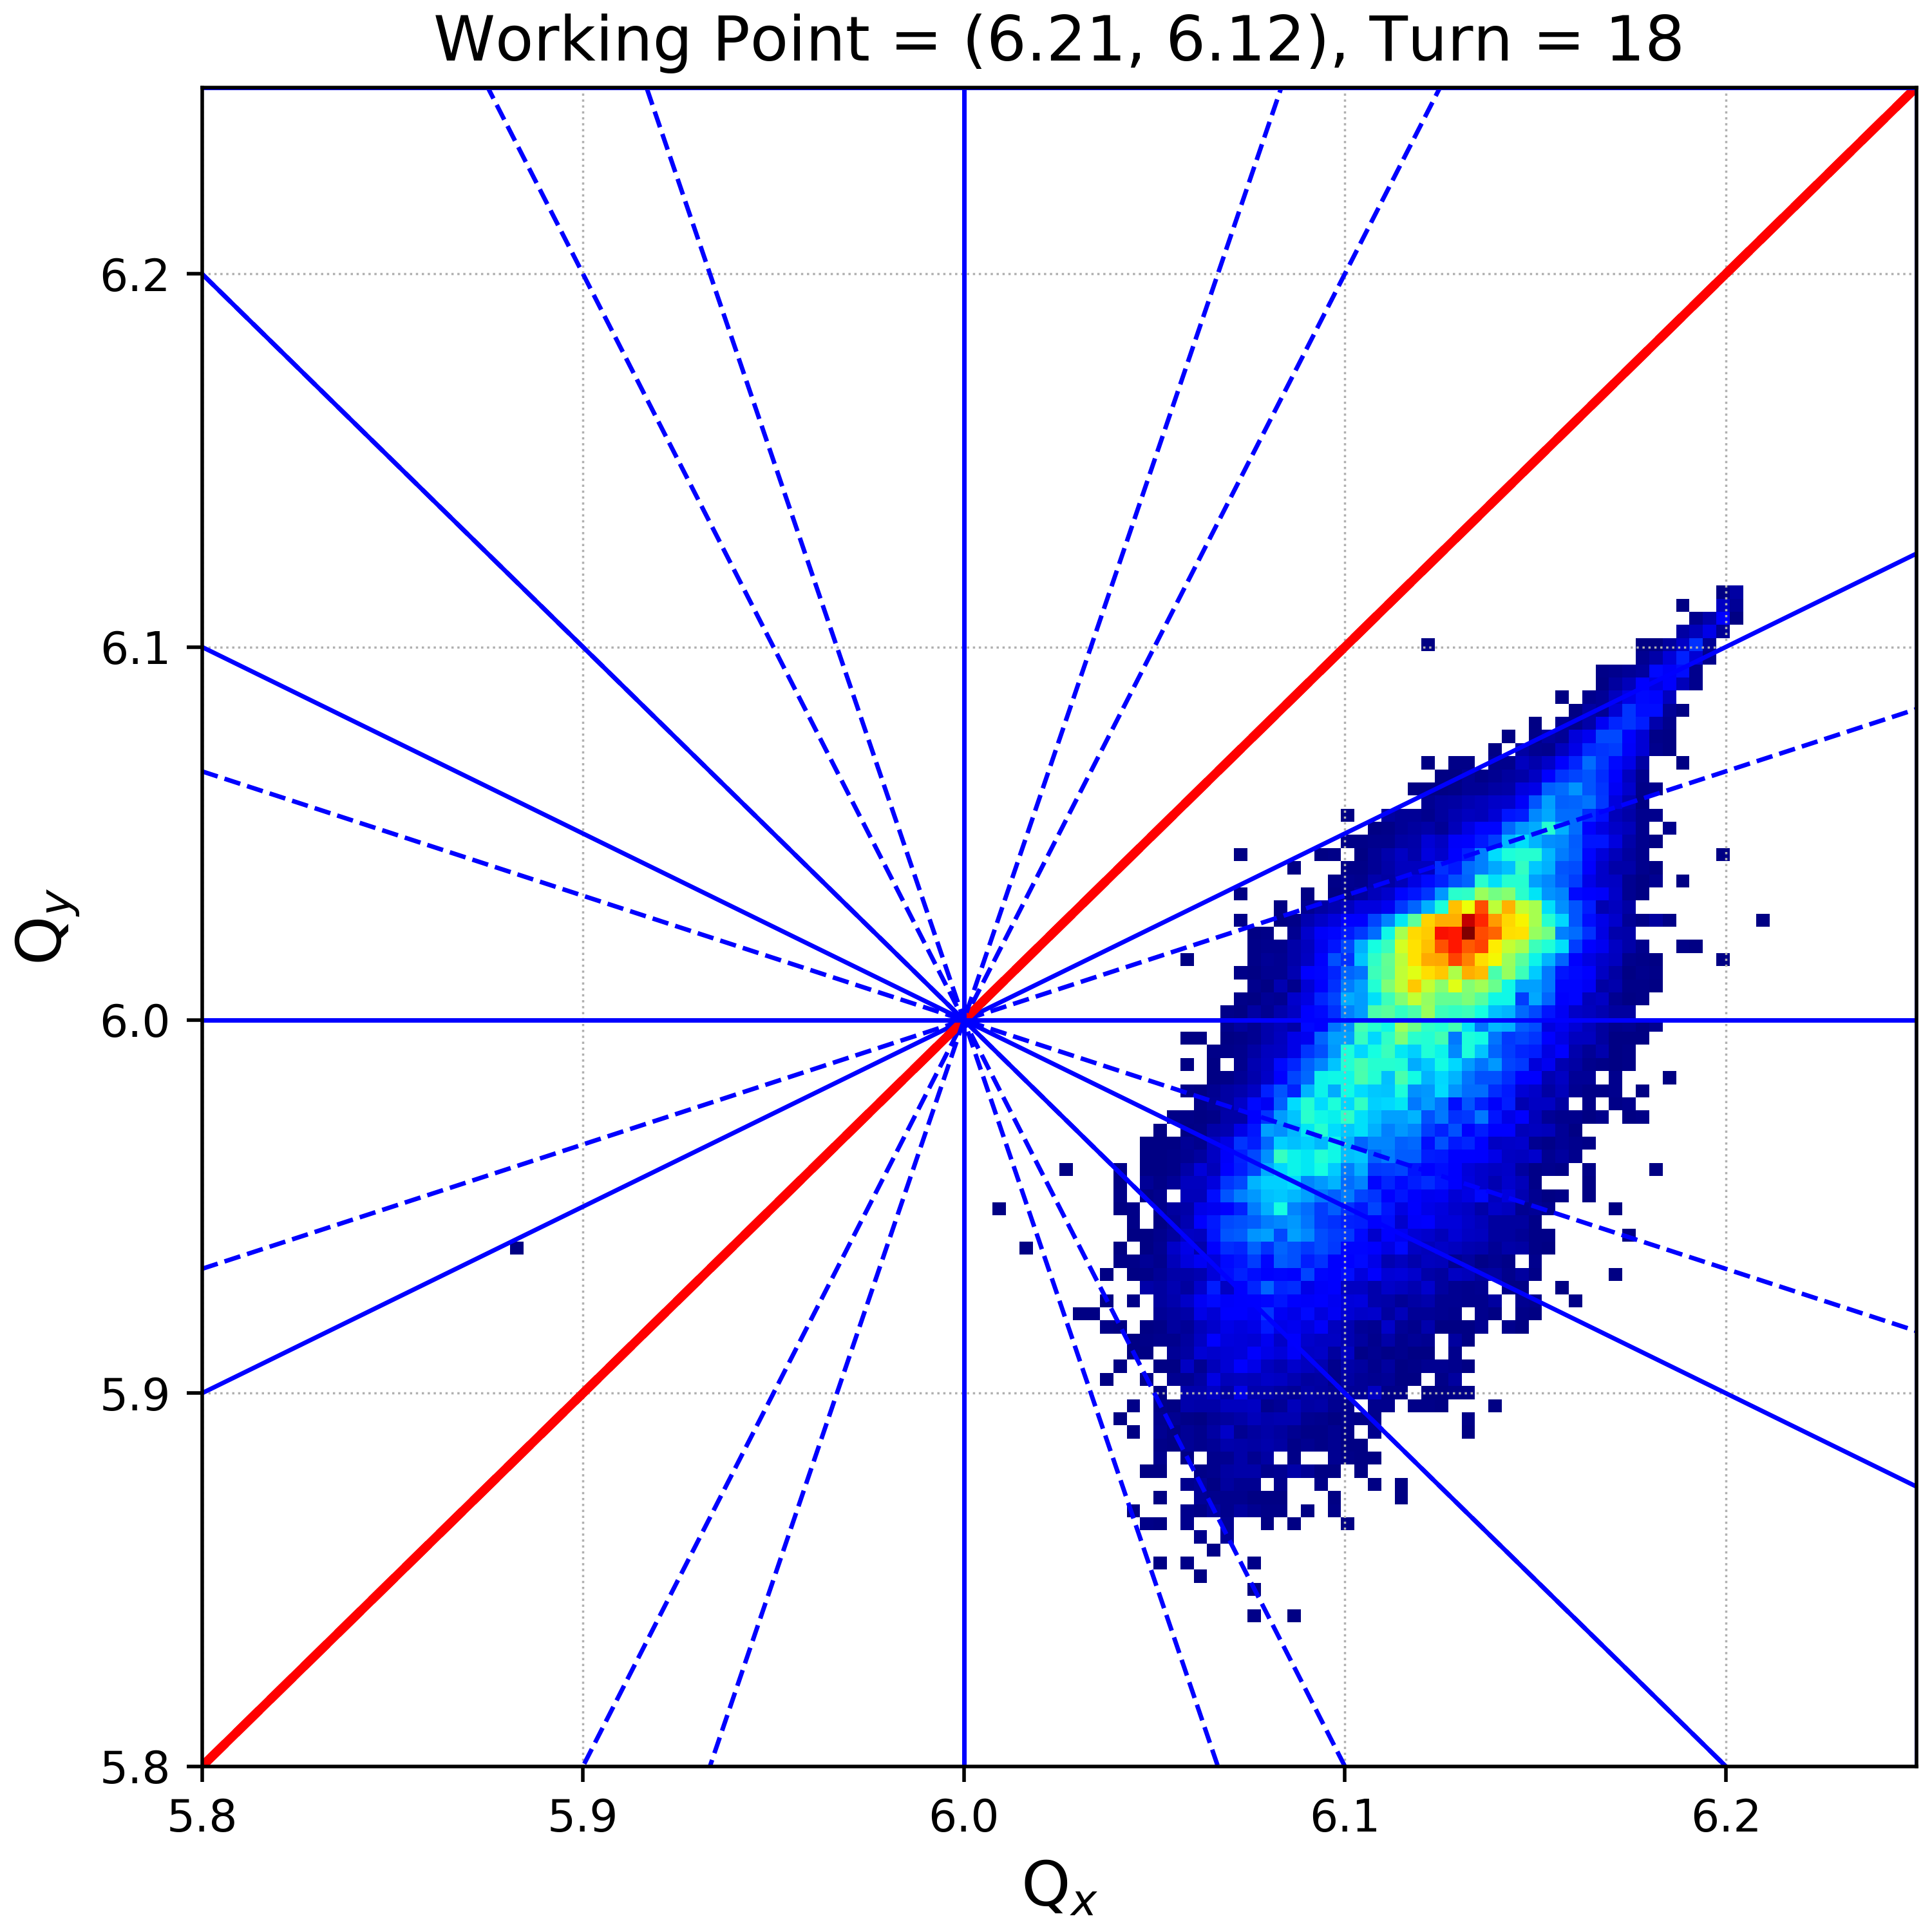 Working Point = (6.21, 6.12), Turn = 18
6.2
6.1
6.0
5.9
5.8
Qy
5.8 5.9 6.0 6.1 6.2
Qx